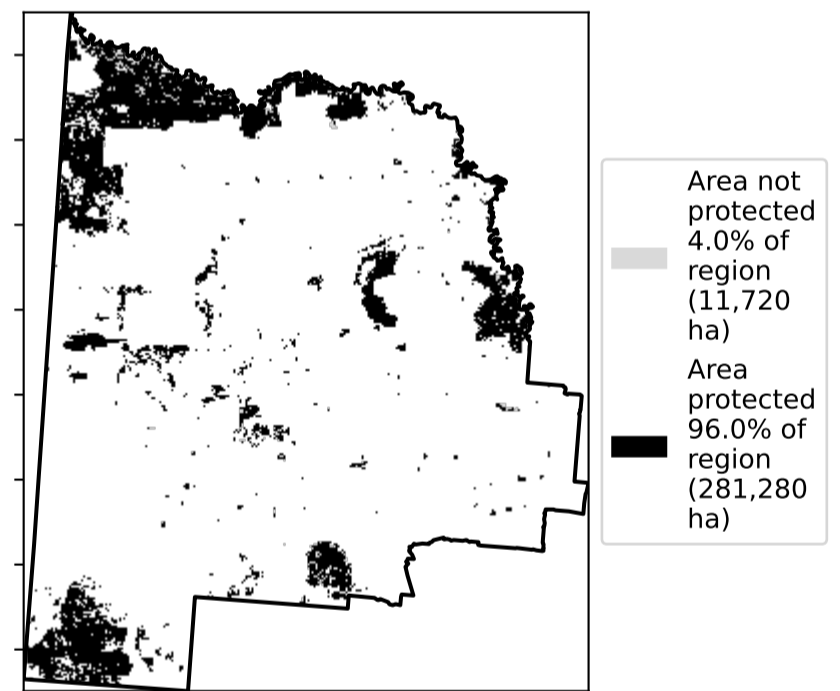 Area not
protected
4.0% of
region
(11,720
ha)
Area
protected
96.0% of
region
(281,280
ha)